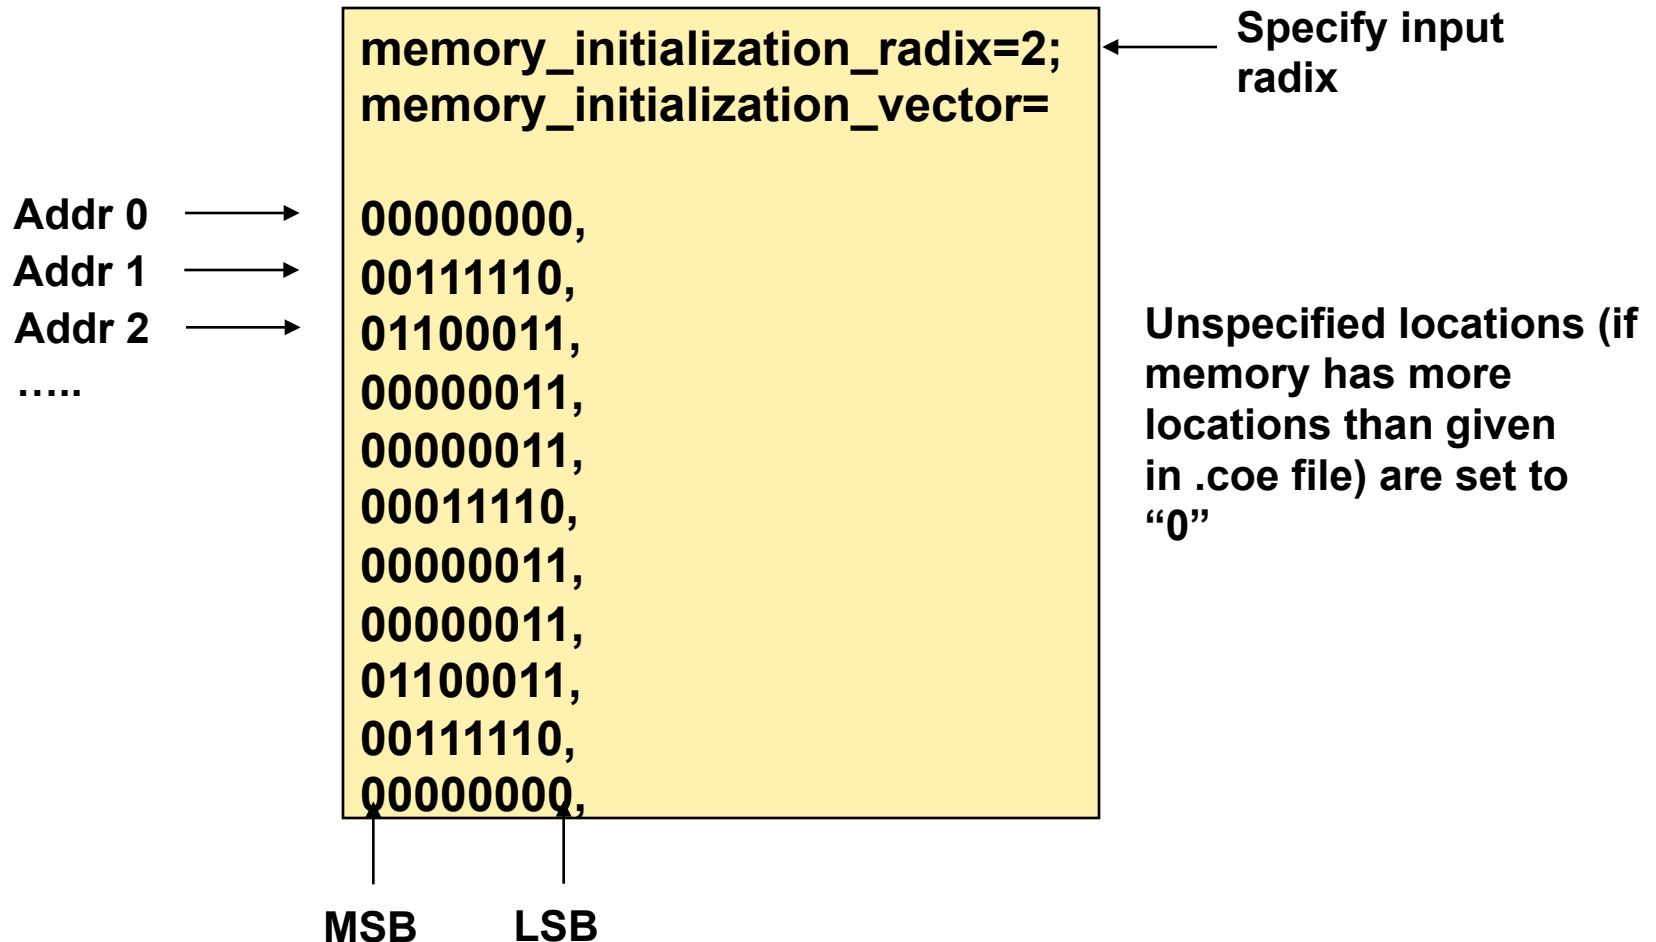 memory_initialization_radix=2;
memory_initialization_vector=
Specify input
radix
Addr 0
Addr 1
Addr 2
…..
00000000,
00111110,
01100011,
00000011,
00000011,
00011110,
00000011,
00000011,
01100011,
00111110,
00000000,
Unspecified locations (if
memory has more
locations than given
in .coe file) are set to
“0”
MSB
LSB